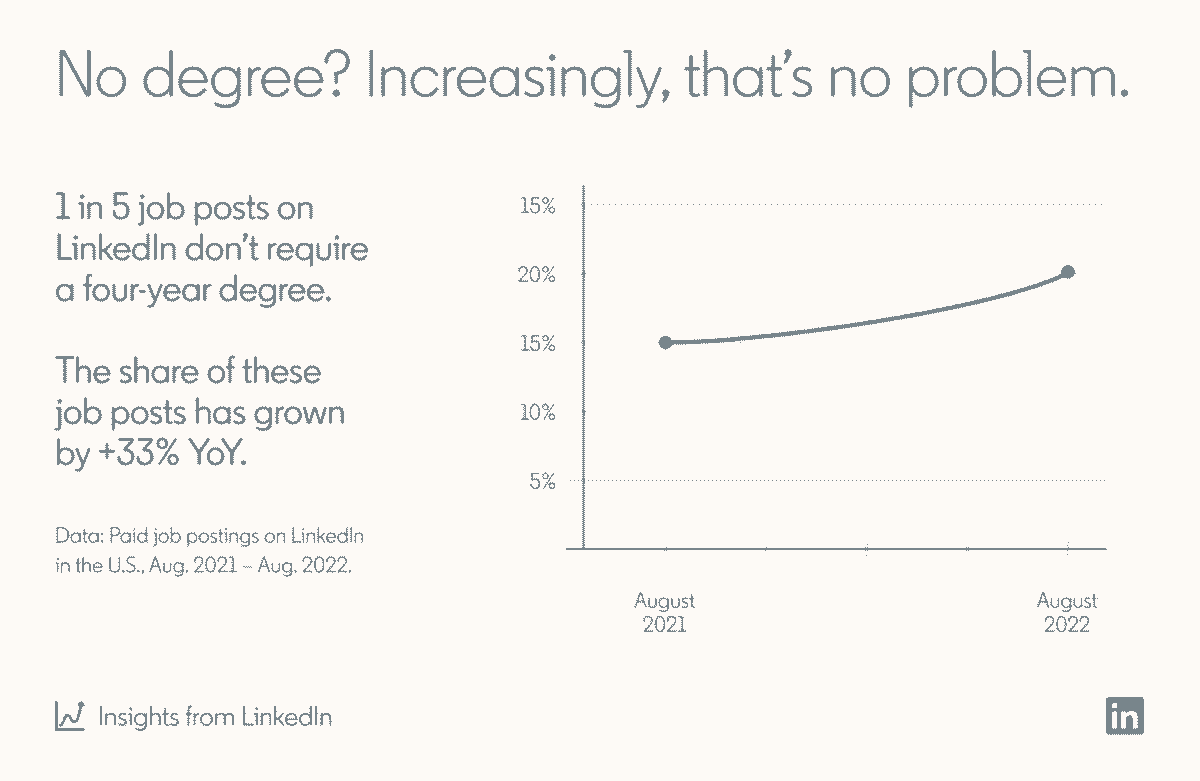 No degree? Increasingly, that's no problem.
1 in 5 job posts on
LinkedIn don't require
a four-year degree.
The share of these
job posts has grown
by +33% YoY.
Data: Paid job postings on LinkedIn
in the U.S., Aug. 2021 – Aug. 2022.
15%
20%
15%
10%
5%
August
2021
August
2022
Insights from LinkedIn
in